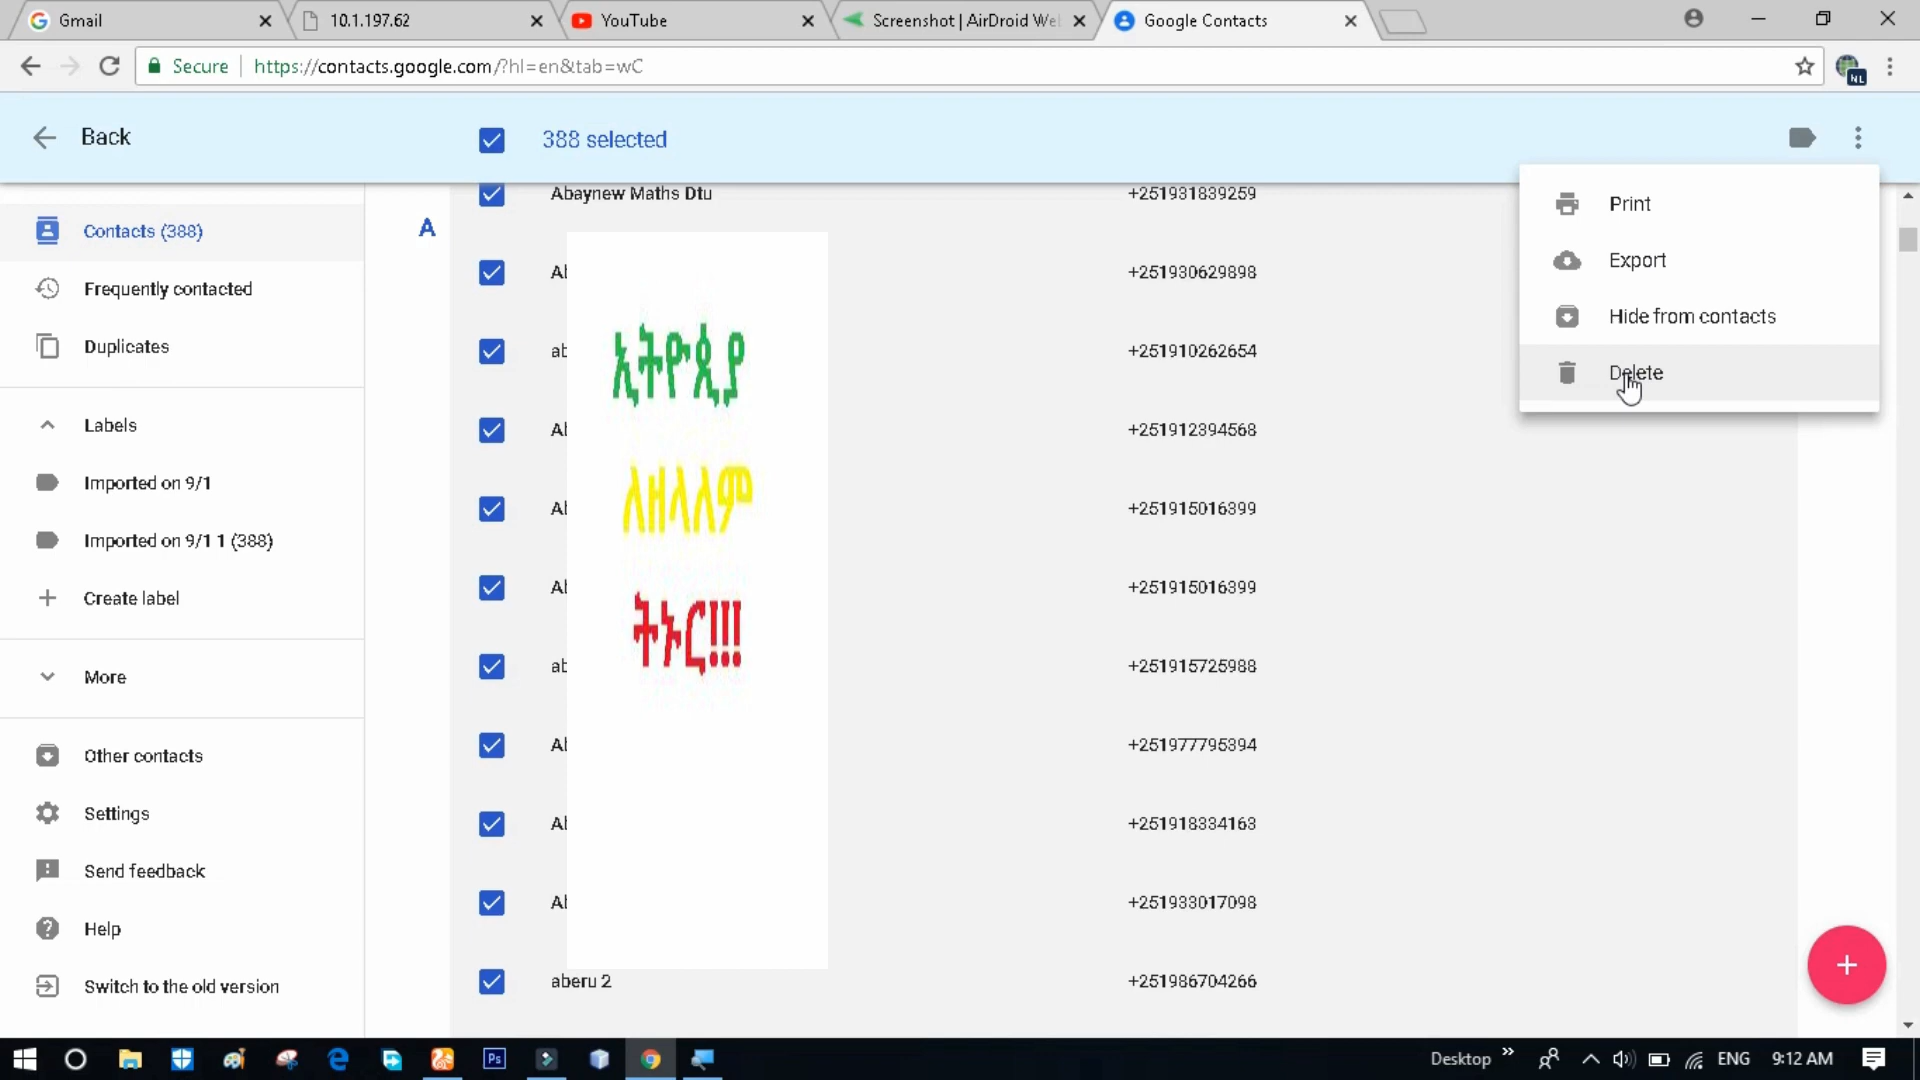 Gmail
10.1.197.62
YouTube
Screenshot | AirDroid We
Google Contacts
Secure
https://contacts.google.com/?hl=en&tab=wC
NL
Back
388 selected
Contacts (388)
Frequently contacted
Duplicates
Labels
Imported on 9/1
Imported on 9/1 1 (388)
Create label
More
Other contacts
Settings
Send feedback
Help
Switch to the old version
A
Abaynew Maths Dtu +251931839259
+251930629898
ab +251910262654
+251912394568
+251915016399
+251915016399
ab +251915725988
+251977795394
+251918334163
+251933017098
aberu 2 +251986704266
ኢትዮጲያ
ለዘላለም
ትኑር!!!
Print
Export
Hide from contacts
Delete
Ps
Desktop
ENG
9:12 AM